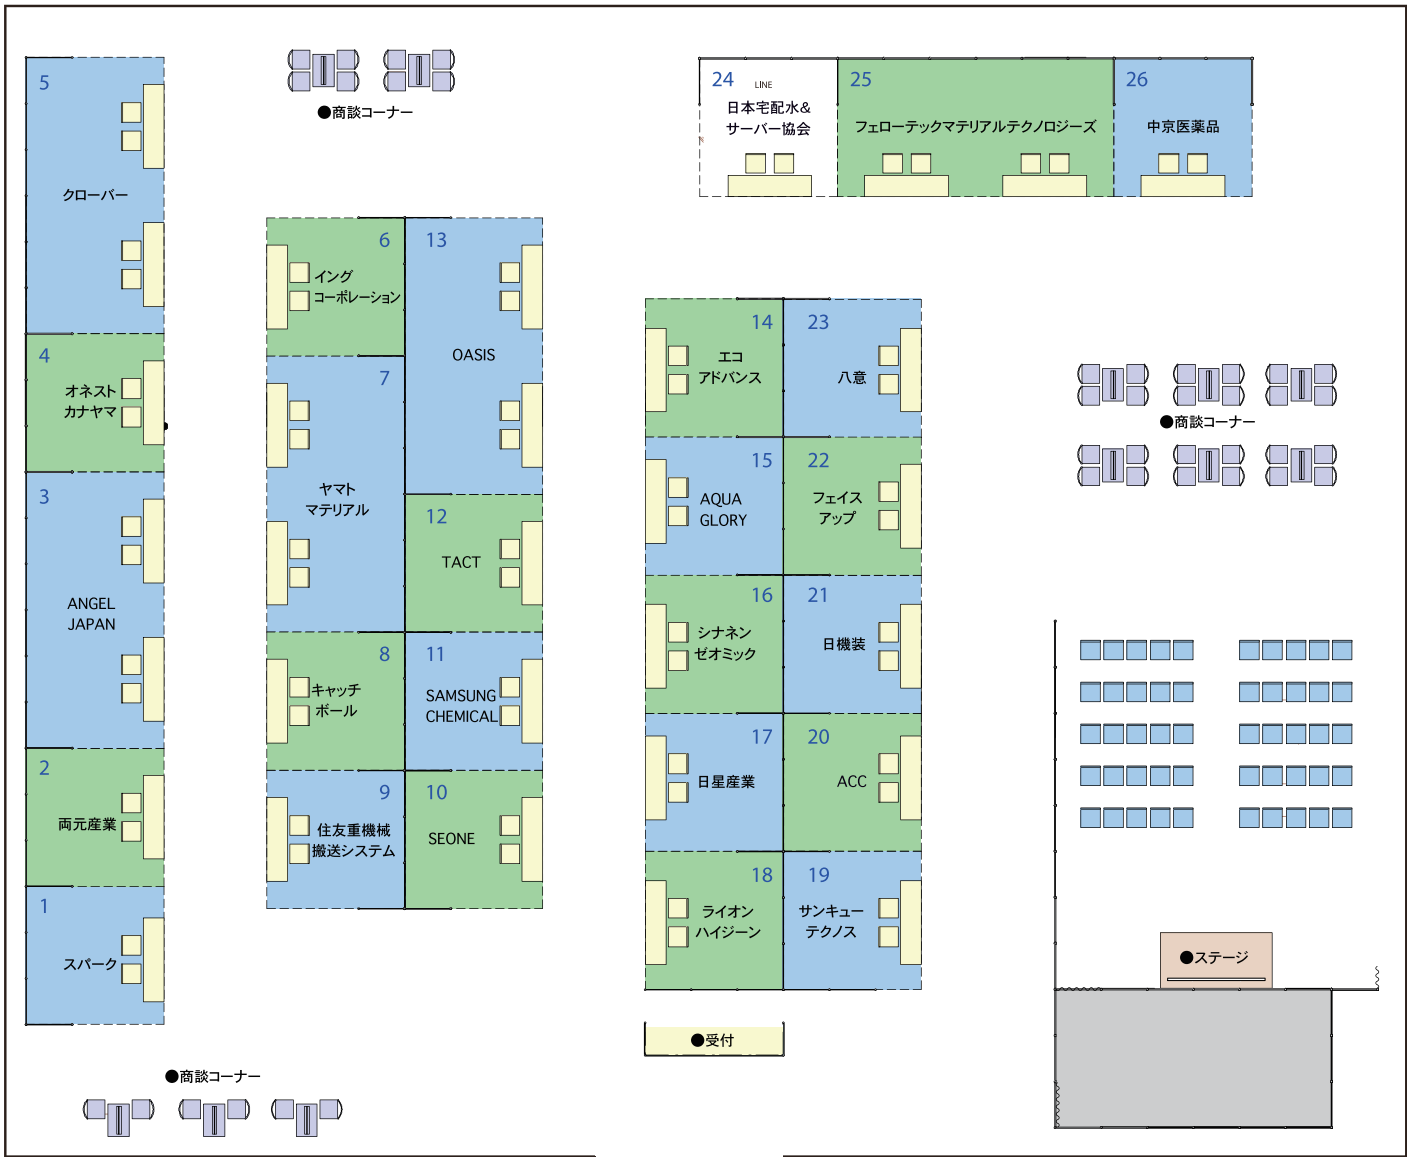 5
クローバー
4
オネスト
カナヤマ
3
ANGEL
JAPAN
2
両元産業
1
スパーク
●商談コーナー
6
イング
コーポレーション
7
ヤマト
マテリアル
8
キャッチ
ボール
9
住友重機械
搬送システム
13
OASIS
12
TACT
11
SAMSUNG
CHEMICAL
10
SEONE
14
エコ
アドバンス
15
AQUA
GLORY
16
シナネン
ゼオミック
17
日星産業
18
ライオン
ハイジーン
23
八意
22
フェイス
アップ
21
日機装
20
ACC
19
サンキュー
テクノス
24
LINE
日本宅配水&
サーバー協会
25
フェローテックマテリアルテクノロジーズ
26
中京医薬品
●商談コーナー
●ステージ
●受付
●商談コーナー